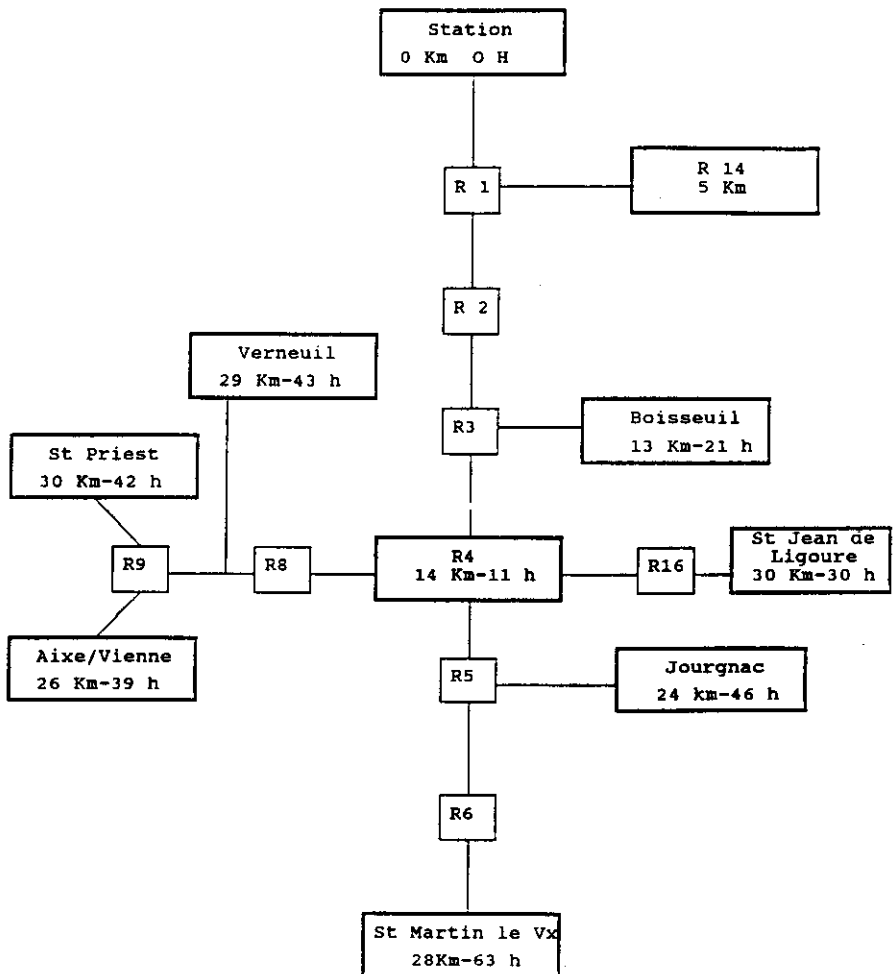 Station
0 Km O H
R 1
R 14
5 Km
R 2
Verneuil
29 Km-43 h
R3
Boisseuil
13 Km-21 h
St Priest
30 Km-42 h
R9
R8
R4
14 Km-11 h
R16
St Jean de
Ligoure
30 Km-30 h
Aixe/Vienne
26 Km-39 h
R5
Jourgnac
24 km-46 h
R6
St Martin le Vx
28Km-63 h